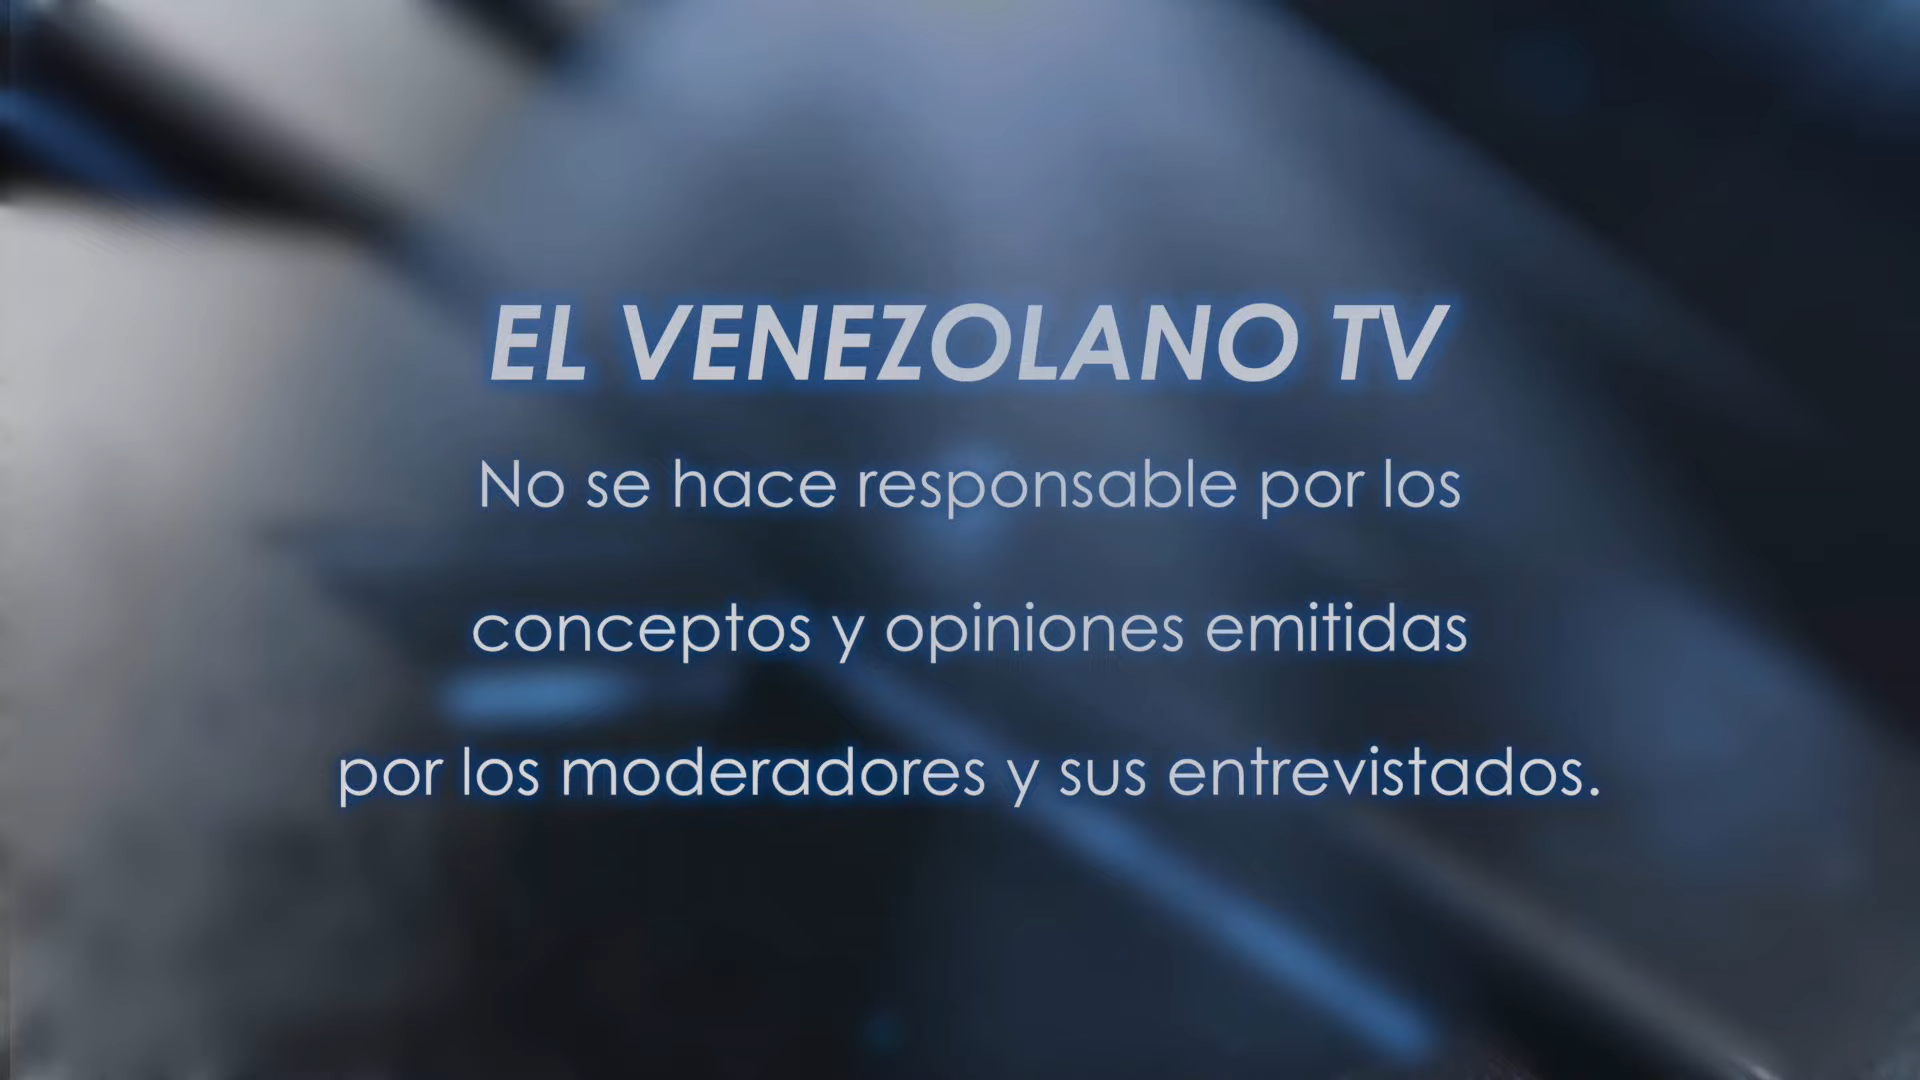 EL VENEZOLANO TV
No se hace responsable por los
conceptos y opiniones emitidas
por los moderadores y sus entrevistados.